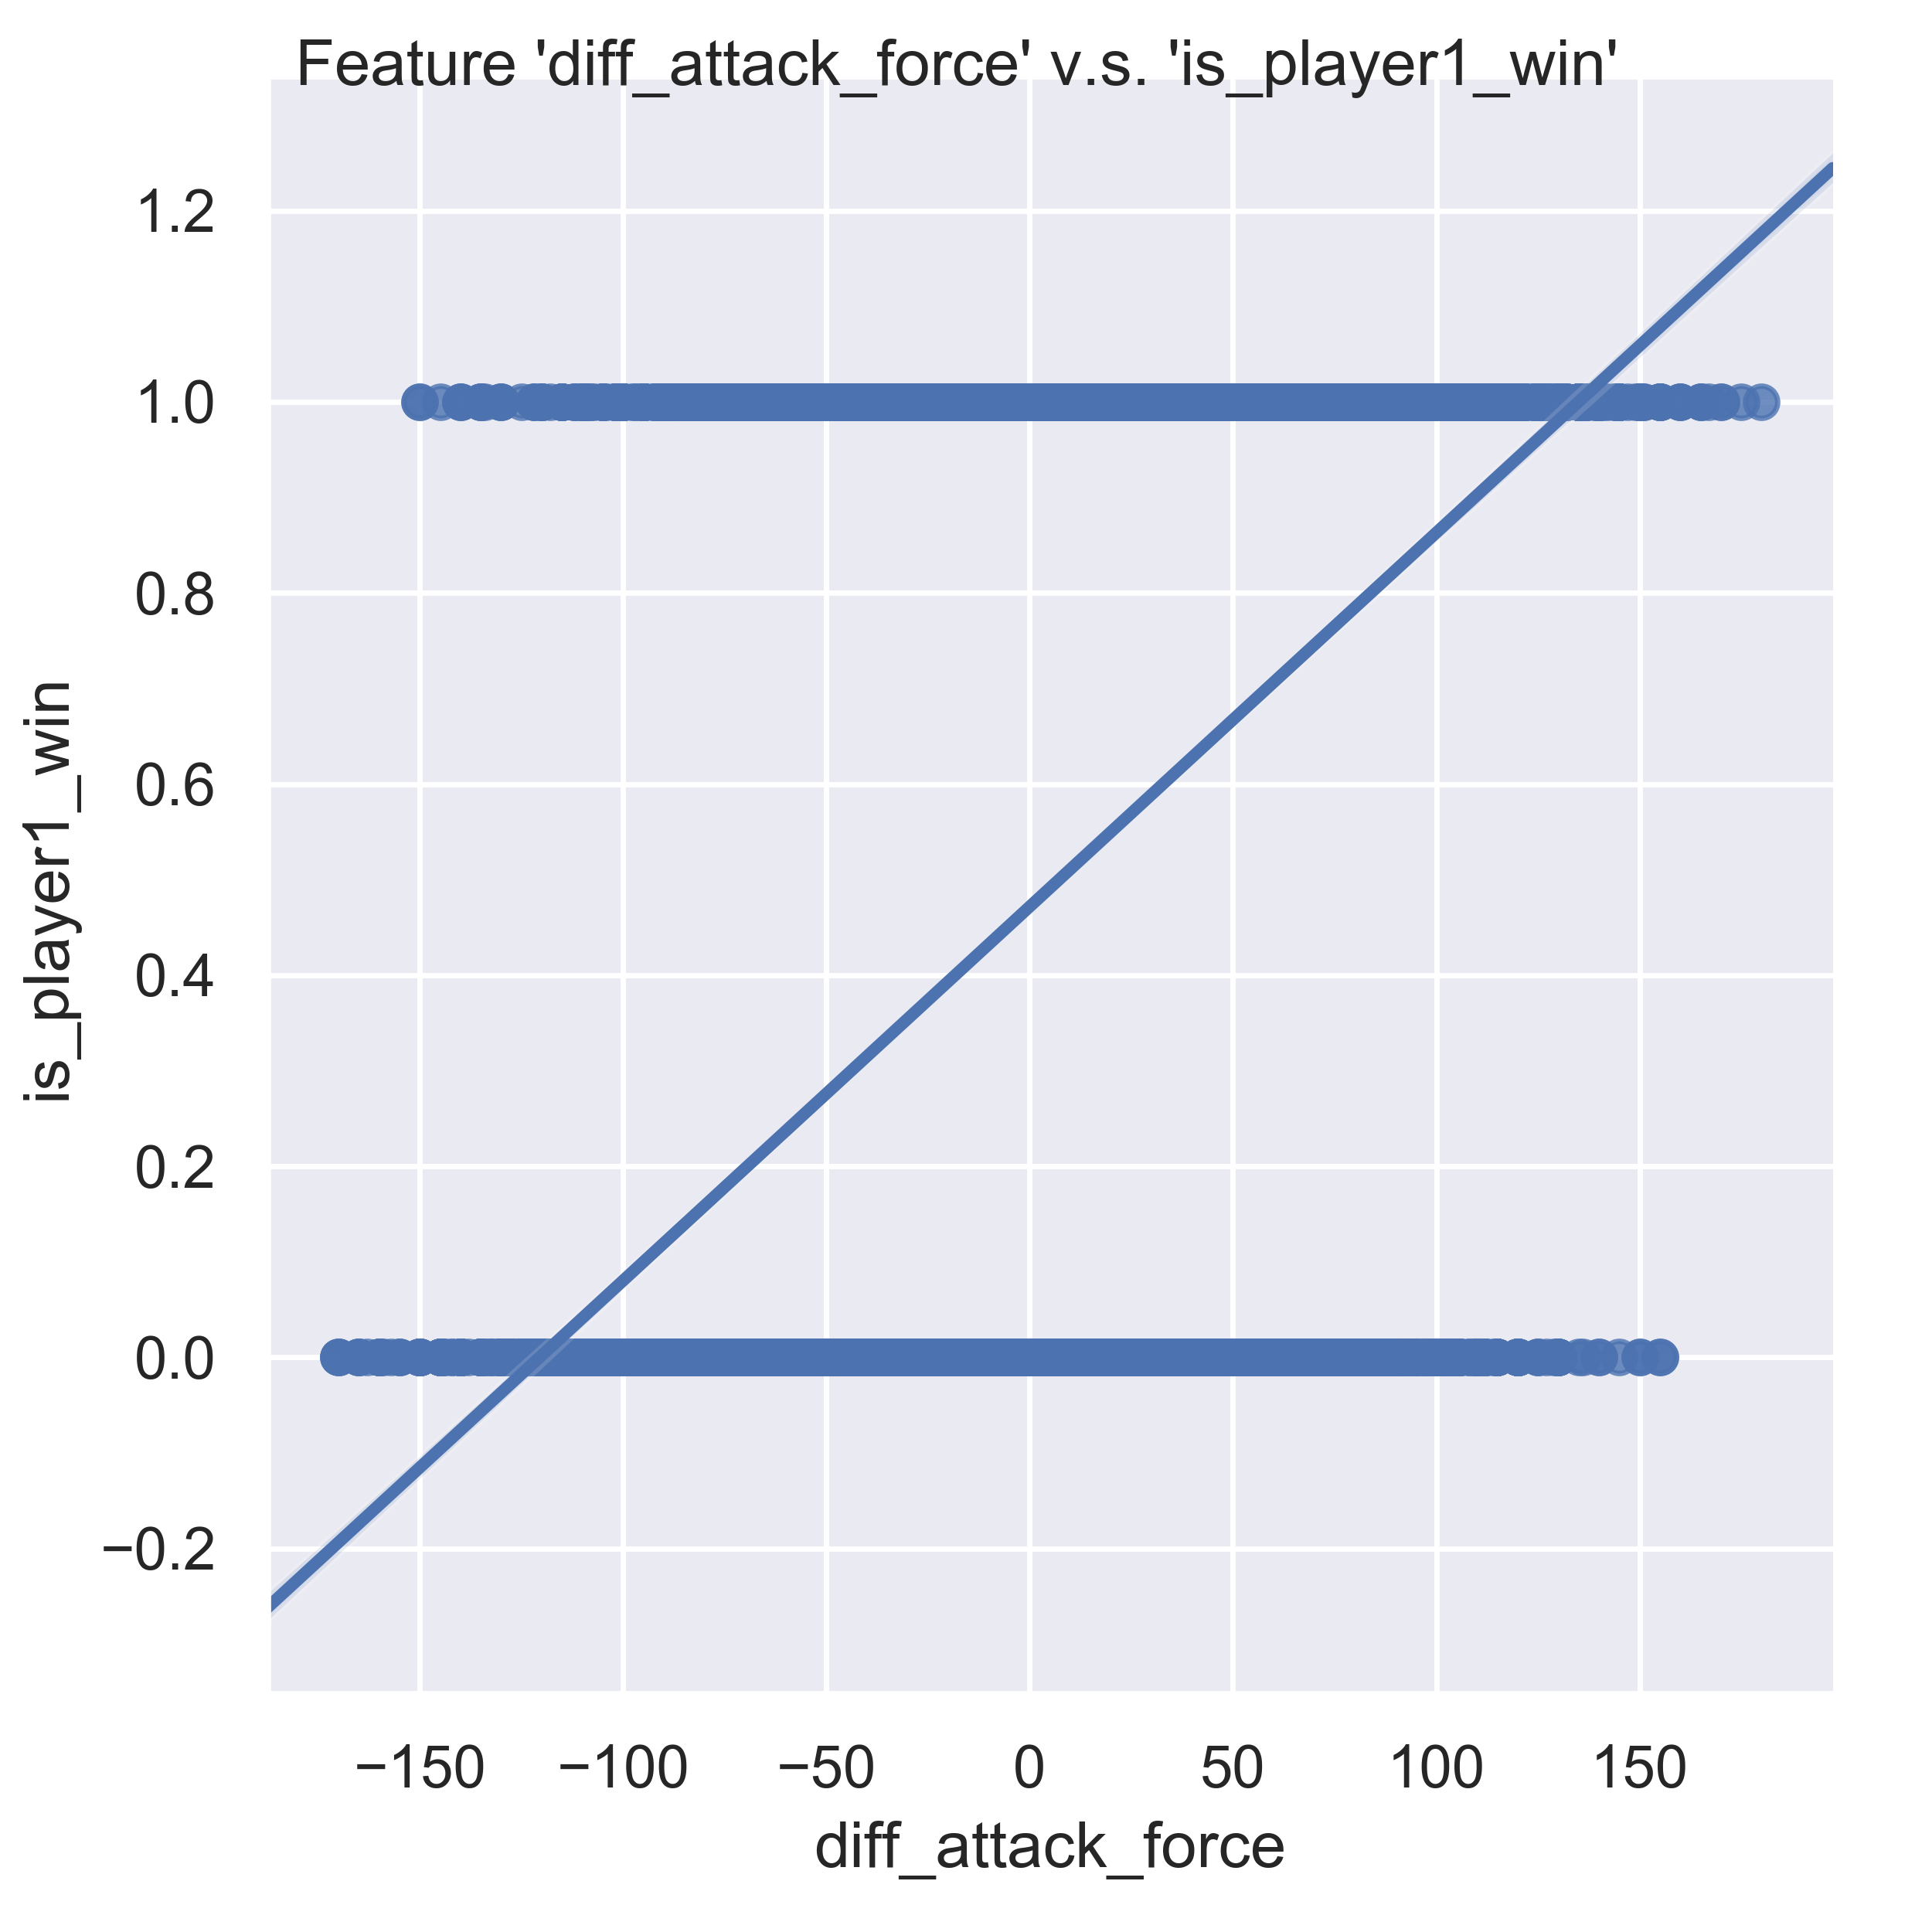 Feature 'diff_attack_force' v.s. 'is_player1_win'
1.2
1.0
0.8
0.6
0.4
0.2
0.0
−0.2
is_player1_win
−150 −100 −50 0 50 100 150
diff_attack_force